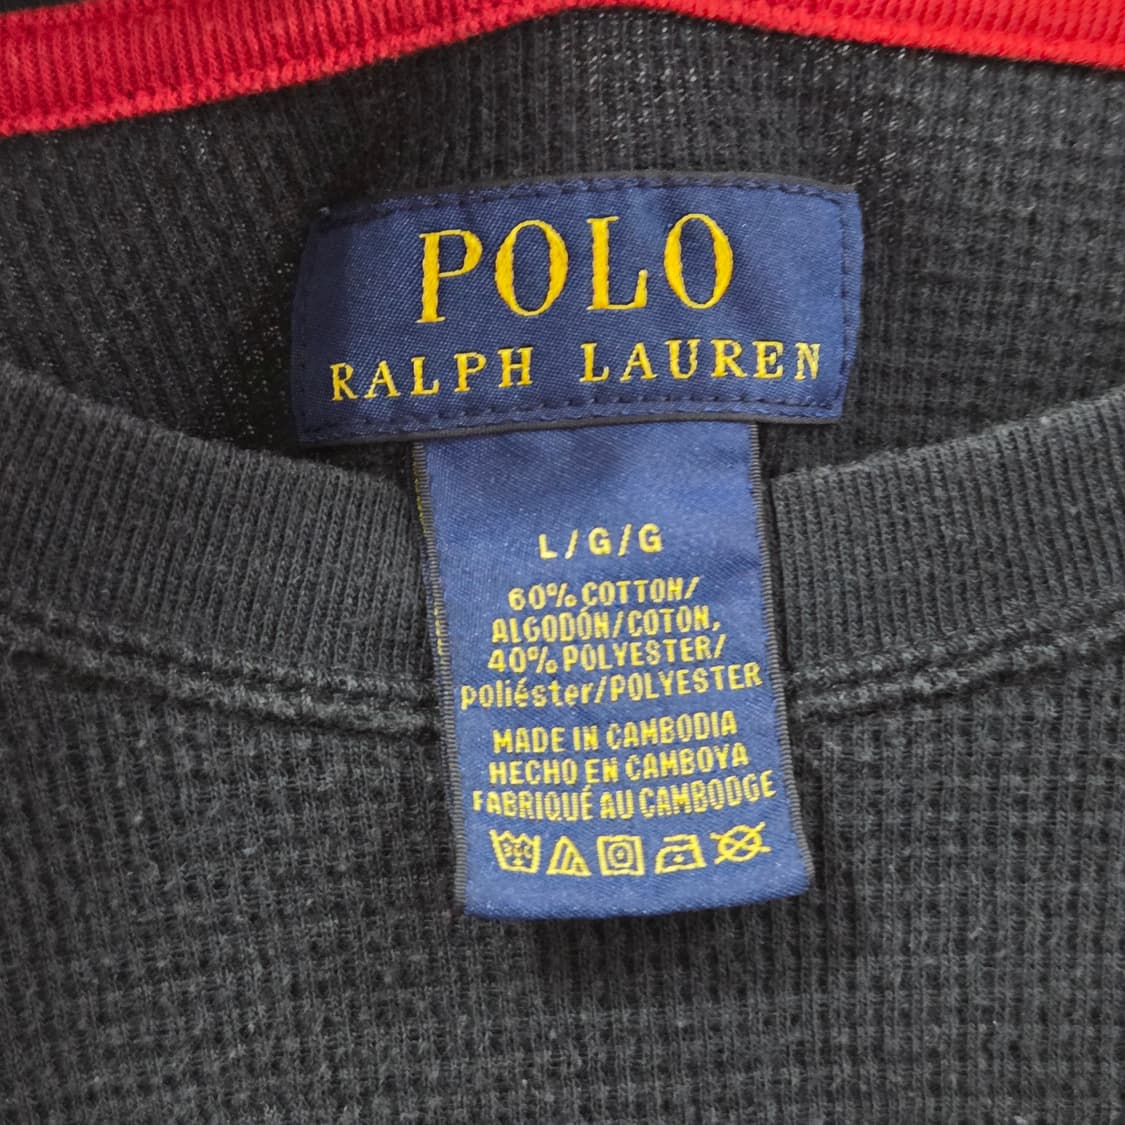 POLO
RALPH LAUREN
L/G/G
60% COTTON/
ALGODÓN/COTON,
40% POLYESTER/
poliéster/POLYESTER
MADE IN CAMBODIA
HECHO EN CAMBOYA
FABRIQUÉ AU CAMBODGE